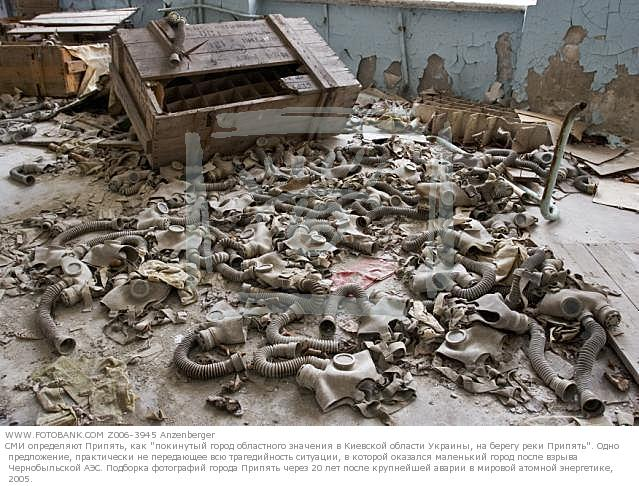 WWW.FOTOBANK.COM Z006-3945 Anzenberger
СМИ определяют Припять, как "покинутый город областного значения в Киевской области Украины, на берегу реки Припять". Одно
предложение, практически не передающее всю трагедийность ситуации, в которой оказался маленький город после взрыва
Чернобыльской АЭС. Подборка фотографий города Припять через 20 лет после крупнейшей аварии в мировой атомной энергетике,
2005.